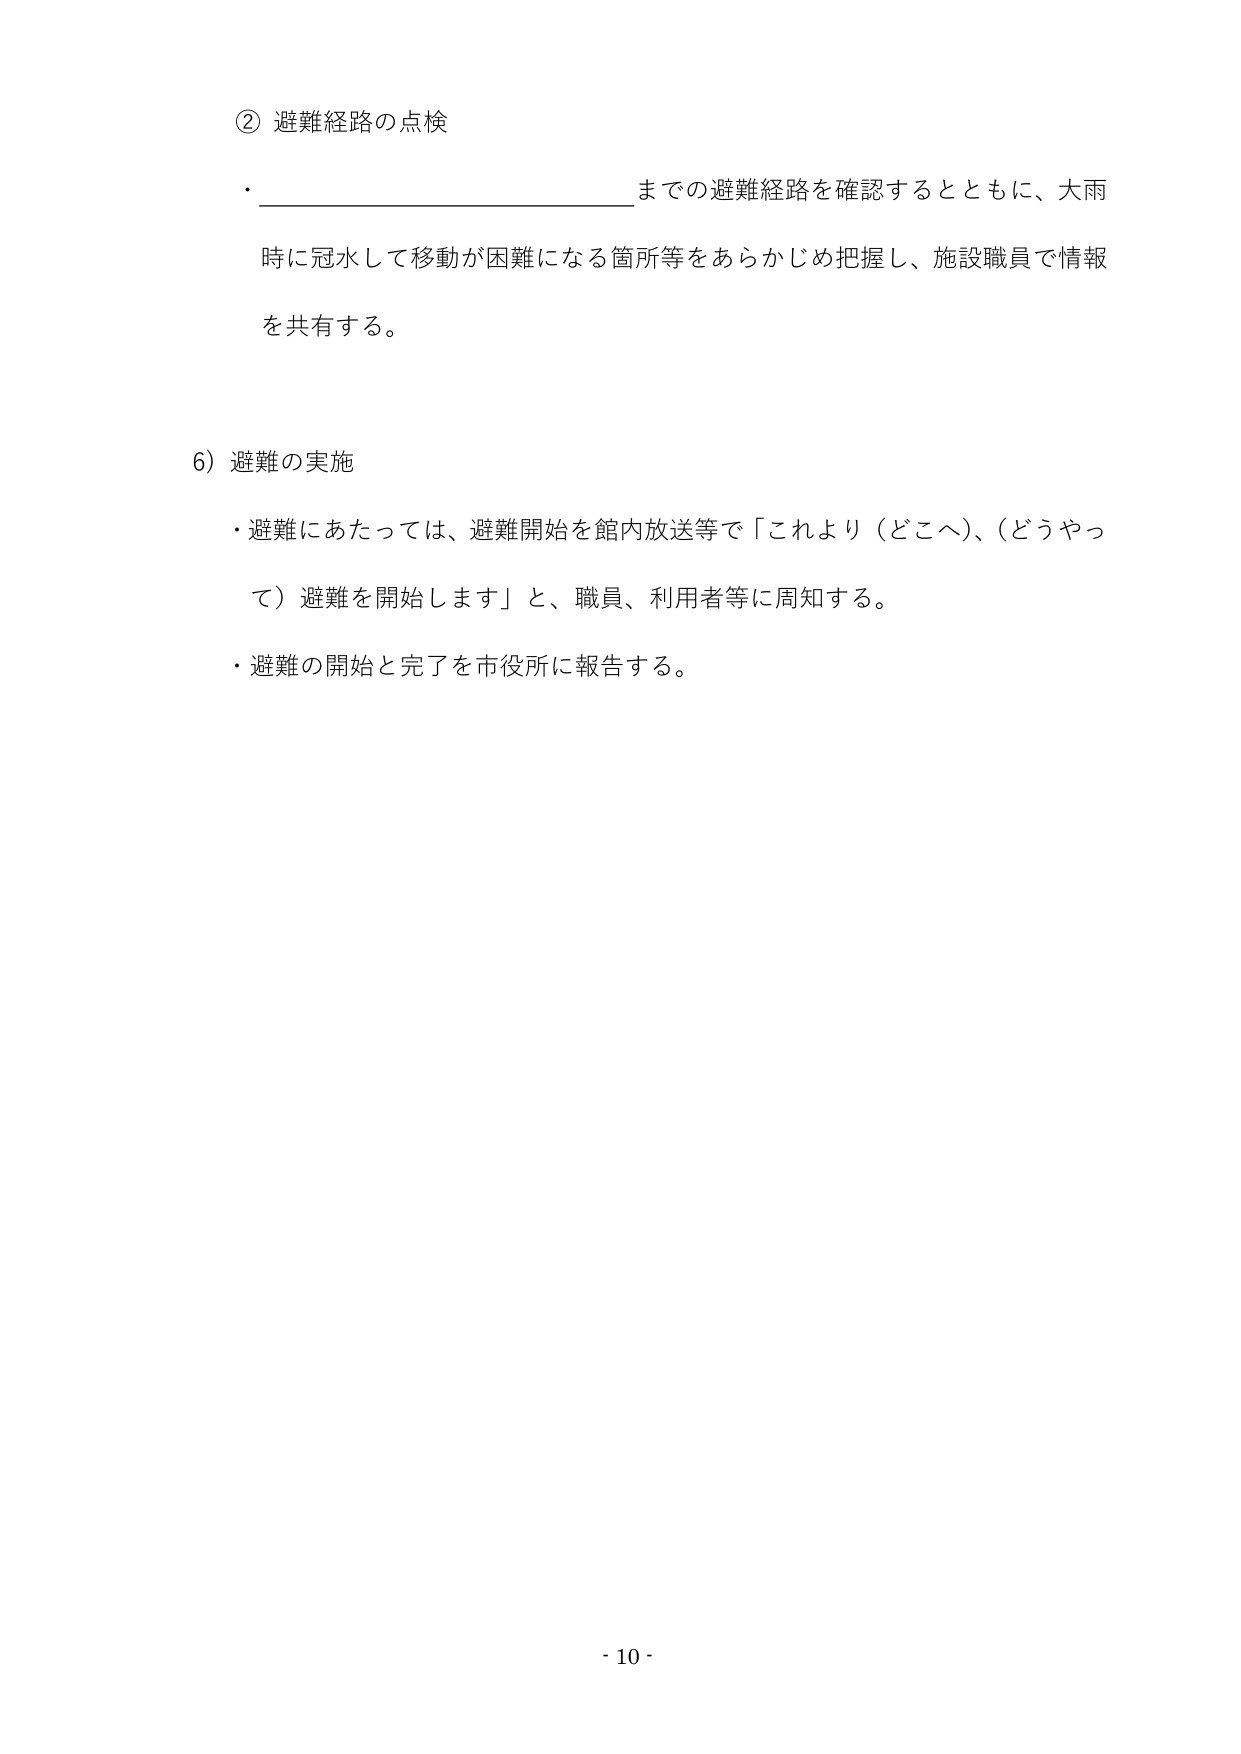 ② 避難経路の点検
・＿＿＿＿＿＿＿＿＿＿＿＿＿＿＿までの避難経路を確認するとともに、大雨
時に冠水して移動が困難になる箇所等をあらかじめ把握し、施設職員で情報
を共有する。
6）避難の実施
・避難にあたっては、避難開始を館内放送等で「これより（どこへ）、（どうやっ
て）避難を開始します」と、職員、利用者等に周知する。
・避難の開始と完了を市役所に報告する。
- 10 -